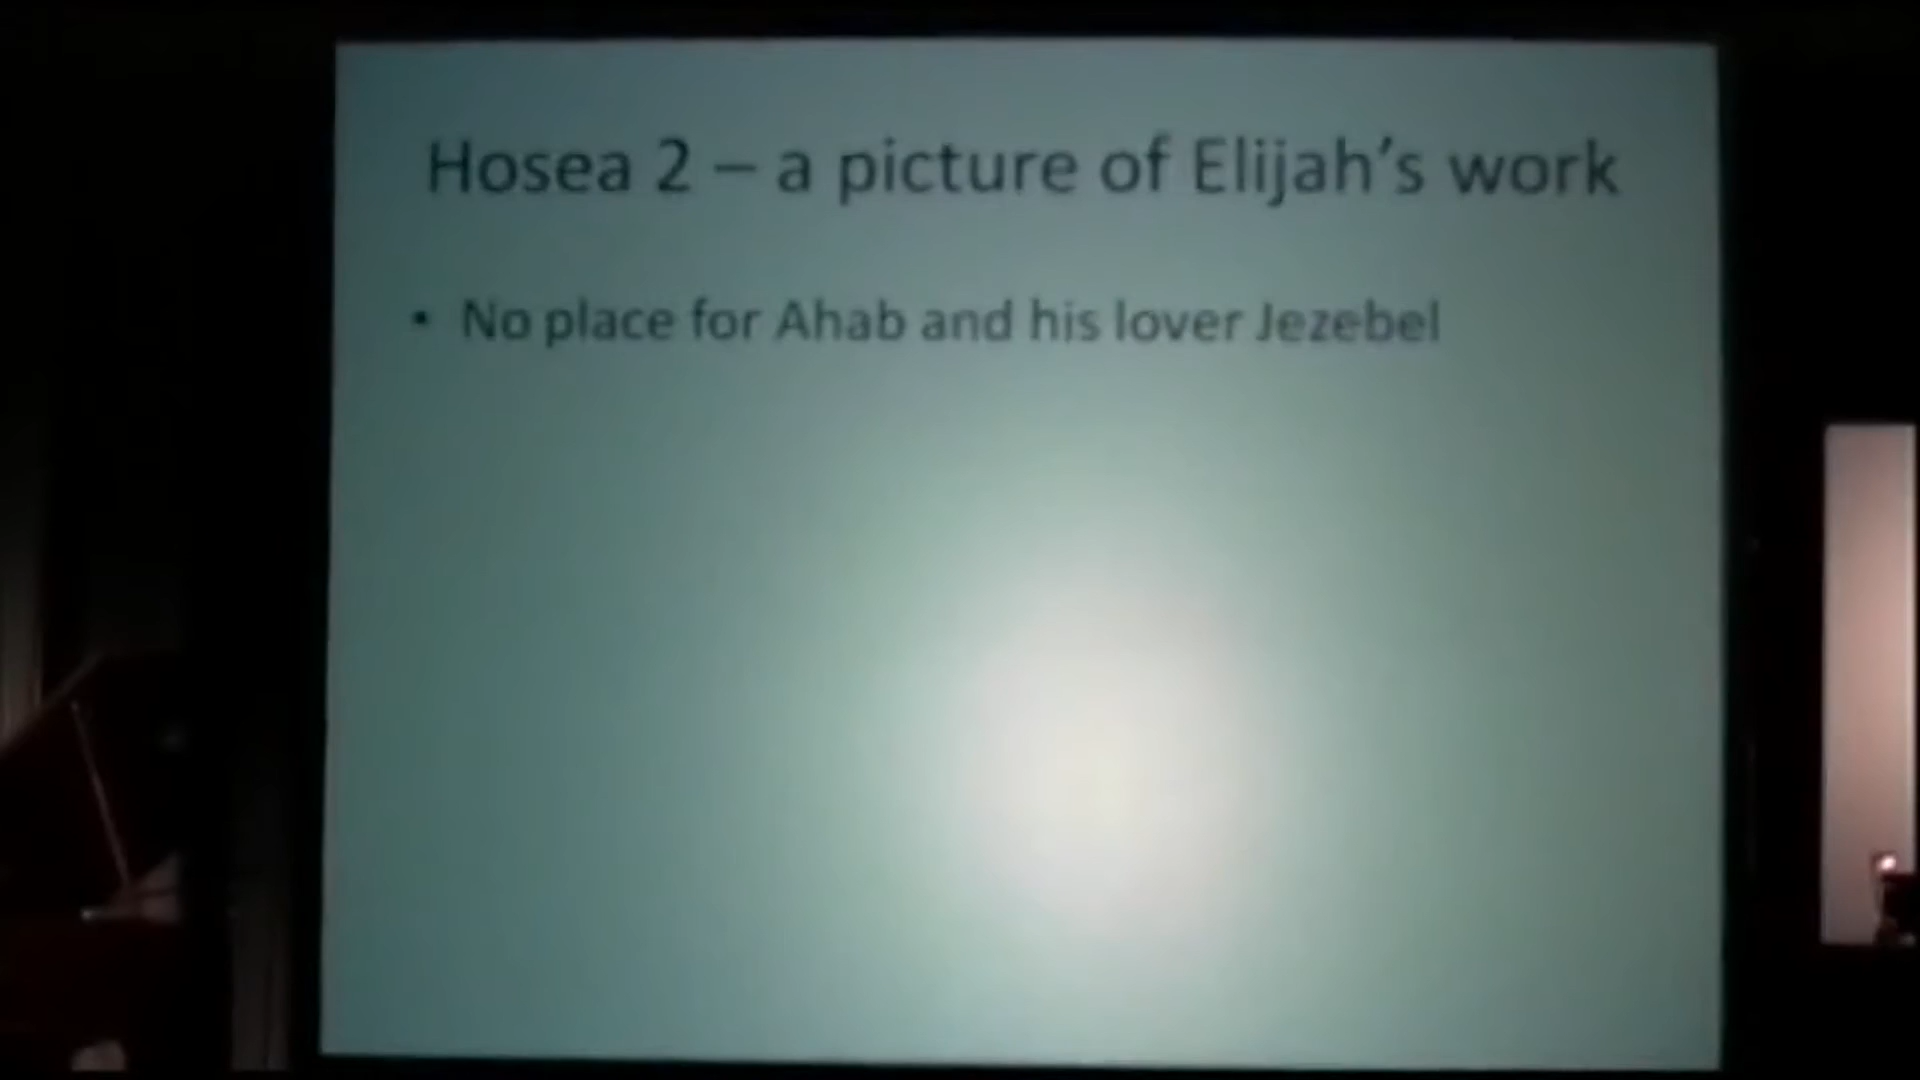 Hosea 2 – a picture of Elijah's work
• No place for Ahab and his lover Jezebel